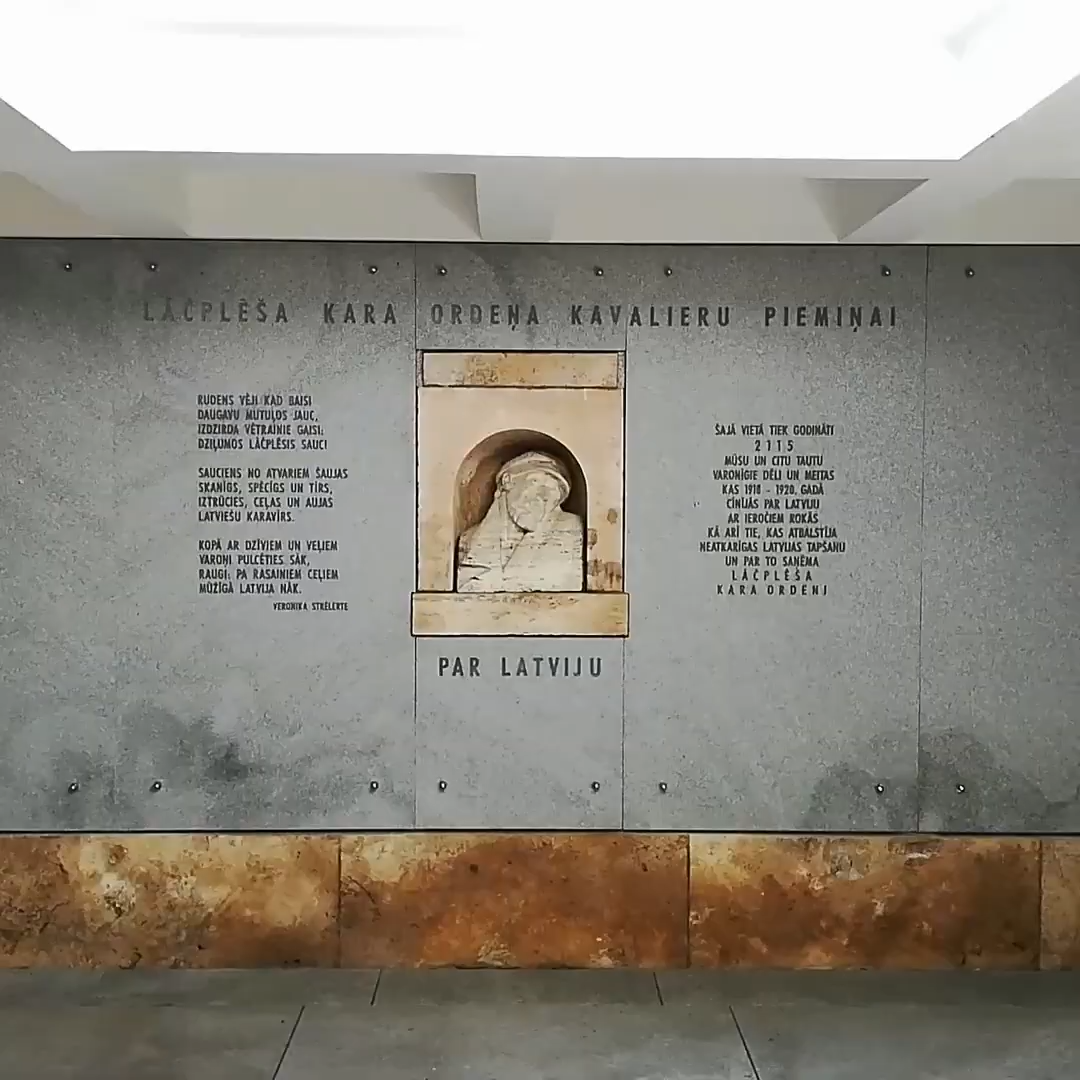 LĀČPLĒŠA KARA ORDEŅA KAVALIERU PIEMIŅAI
RUDENS VĒJI KAD BAISI
DAUGAVU MUTUĻOS JAUC,
IZDZIRDA VĒTRAINIE GAISI:
DZIĻUMOS LĀČPLĒSIS SAUC!
SAUCIENS NO ATVARIEM ŠAUJAS
SKANĪGS, SPĒCĪGS UN TĪRS,
IZTRŪCIES, CEĻAS UN AUJAS
LATVIEŠU KARAVĪRS.
KOPĀ AR DZĪVIEM UN VEĻIEM
VAROŅI PULCĒTIES SĀK,
RAUGI: PA RASAINIEM CEĻIEM
MŪŽĪGĀ LATVIJA NĀK.
VERONIKA STRĒLERTE
PAR LATVIJU
ŠAJĀ VIETĀ TIEK GODINĀTI
2115
MŪSU UN CITU TAUTU
VARONĪGIE DĒLI UN MEITAS
KAS 1918 - 1920. GADĀ
CĪNĪJĀS PAR LATVIJU
AR IEROČIEM ROKĀS
KĀ ARĪ TIE, KAS ATBALSTĪJA
NEATKARĪGAS LATVIJAS TAPŠANU
UN PAR TO SAŅĒMA
LĀČPLĒŠA
KARA ORDENI